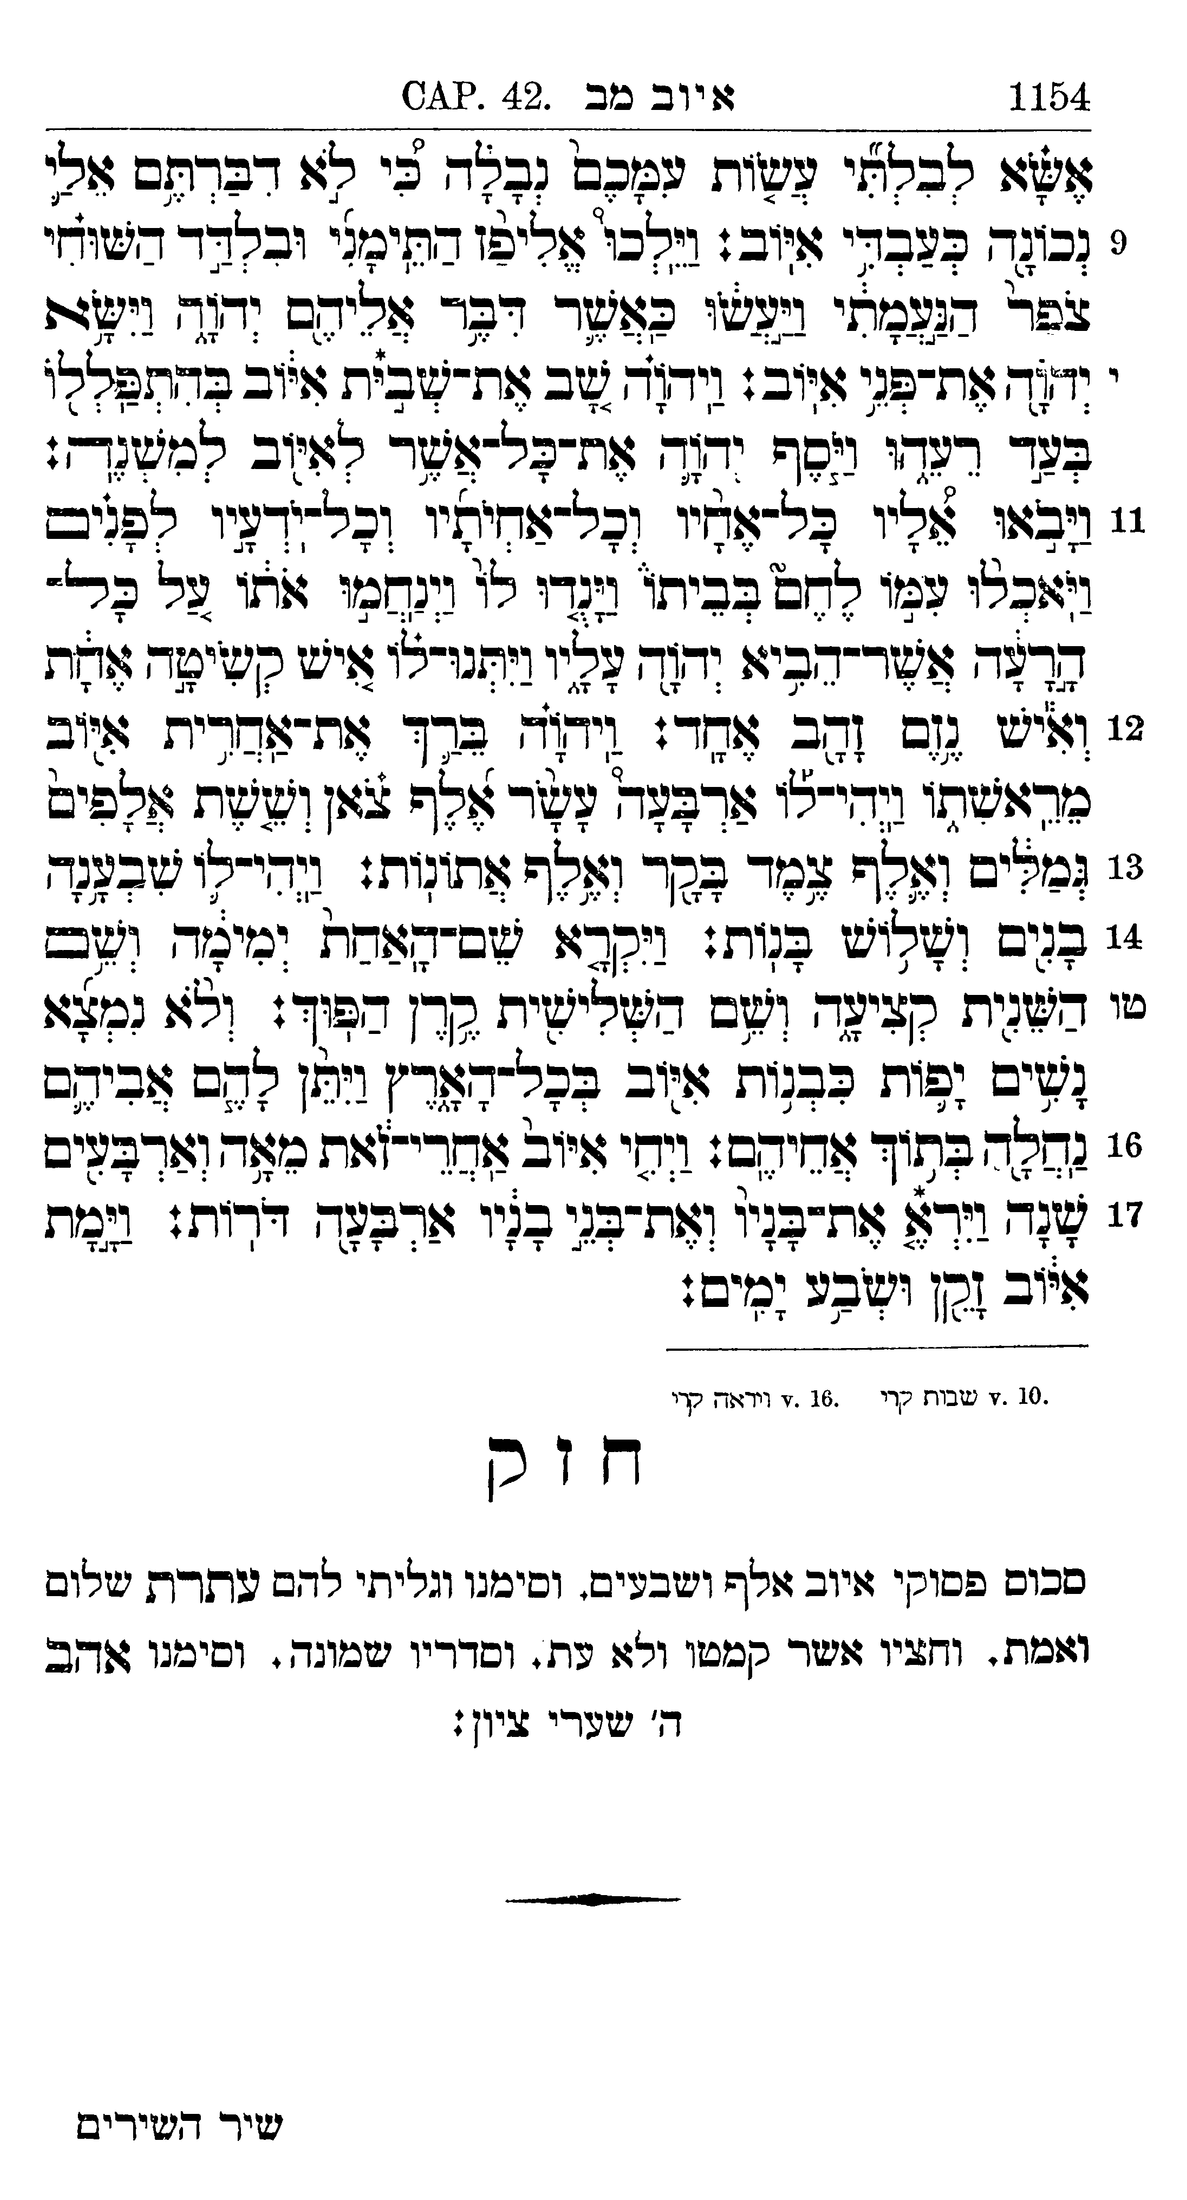 1154 איוב מב CAP. 42.
אֶשָּׂא לְבִלְתִּי עֲשׂוֹת עִמָּכֶם נְבָלָה כִּי לֹא דִבַּרְתֶּם אֵלַי
9 נְכוֹנָה כְּעַבְדִּי אִיּוֹב׃ וַיֵּלְכוּ אֱלִיפַז הַתֵּימָנִי וּבִלְדַּד הַשּׁוּחִי
צֹפַר הַנַּעֲמָתִי וַיַּעֲשׂוּ כַּאֲשֶׁר דִּבֶּר אֲלֵיהֶם יְהוָֹה וַיִּשָּׂא
י יְהוָֹה אֶת־פְּנֵי אִיּוֹב׃ וַיהוָֹה שָׁב אֶת־שְׁבִית* אִיּוֹב בְּהִתְפַּלְלוֹ
בְּעַד רֵעֵהוּ וַיֹּסֶף יְהוָֹה אֶת־כָּל־אֲשֶׁר לְאִיּוֹב לְמִשְׁנֶה׃
11 וַיָּבֹאוּ אֵלָיו כָּל־אֶחָיו וְכָל־אַחְיֹתָיו וְכָל־יֹדְעָיו לְפָנִים
וַיֹּאכְלוּ עִמּוֹ לֶחֶם בְּבֵיתוֹ וַיָּנֻדוּ לוֹ וַיְנַחֲמוּ אֹתוֹ עַל כָּל־
הָרָעָה אֲשֶׁר־הֵבִיא יְהוָֹה עָלָיו וַיִּתְּנוּ־לוֹ אִישׁ קְשִׂיטָה אֶחָת
12 וְאִישׁ נֶזֶם זָהָב אֶחָד׃ וַיהוָֹה בֵּרַךְ אֶת־אַחֲרִית אִיּוֹב
מֵרֵאשִׁתוֹ וַיְהִי־לוֹ אַרְבָּעָה עָשָׂר אֶלֶף צֹאן וְשֵׁשֶׁת אֲלָפִים
13 גְּמַלִּים וְאֶלֶף צֶמֶד בָּקָר וְאֶלֶף אֲתוֹנוֹת׃ וַיְהִי־לוֹ שִׁבְעָנָה
14 בָנִים וְשָׁלוֹשׁ בָּנוֹת׃ וַיִּקְרָא שֵׁם־הָאַחַת יְמִימָה וְשֵׁם
טו הַשֵּׁנִית קְצִיעָה וְשֵׁם הַשְּׁלִישִׁית קֶרֶן הַפּוּךְ׃ וְלֹא נִמְצָא
נָשִׁים יָפוֹת כִּבְנוֹת אִיּוֹב בְּכָל־הָאָרֶץ וַיִּתֵּן לָהֶם אֲבִיהֶם
16 נַחֲלָה בְּתוֹךְ אֲחֵיהֶם׃ וַיְחִי אִיּוֹב אַחֲרֵי־זֹאת מֵאָה וְאַרְבָּעִים
17 שָׁנָה וַיִּרְאֶ* אֶת־בָּנָיו וְאֶת־בְּנֵי בָנָיו אַרְבָּעָה דֹּרוֹת׃ וַיָּמָת
אִיּוֹב זָקֵן וּשְׂבַע יָמִים׃
v. 10. שבות קרי v. 16. ויראה קרי
חזק
סכום פסוקי איוב אלף ושבעים. וסימנו וגליתי להם עתרת שלום
ואמת. וחציו אשר קמטו ולא עת. וסדריו שמונה. וסימנו אהב
ה׳ שערי ציון׃
שיר השירים